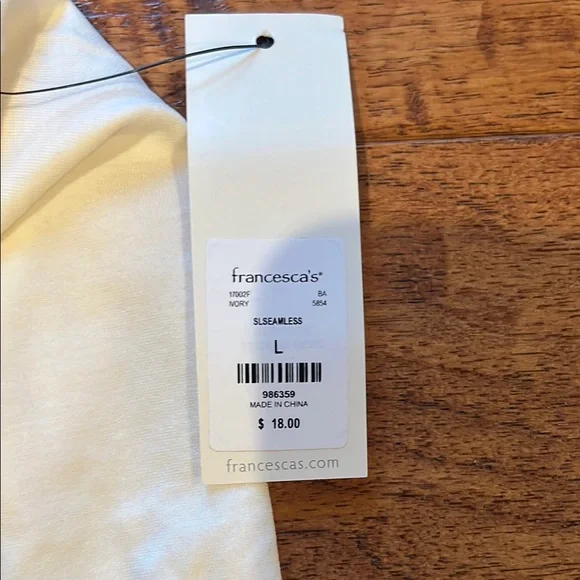 francesca's®
17002F BA
IVORY 5854
SLSEAMLESS
L
986359
MADE IN CHINA
$ 18.00
francescas.com